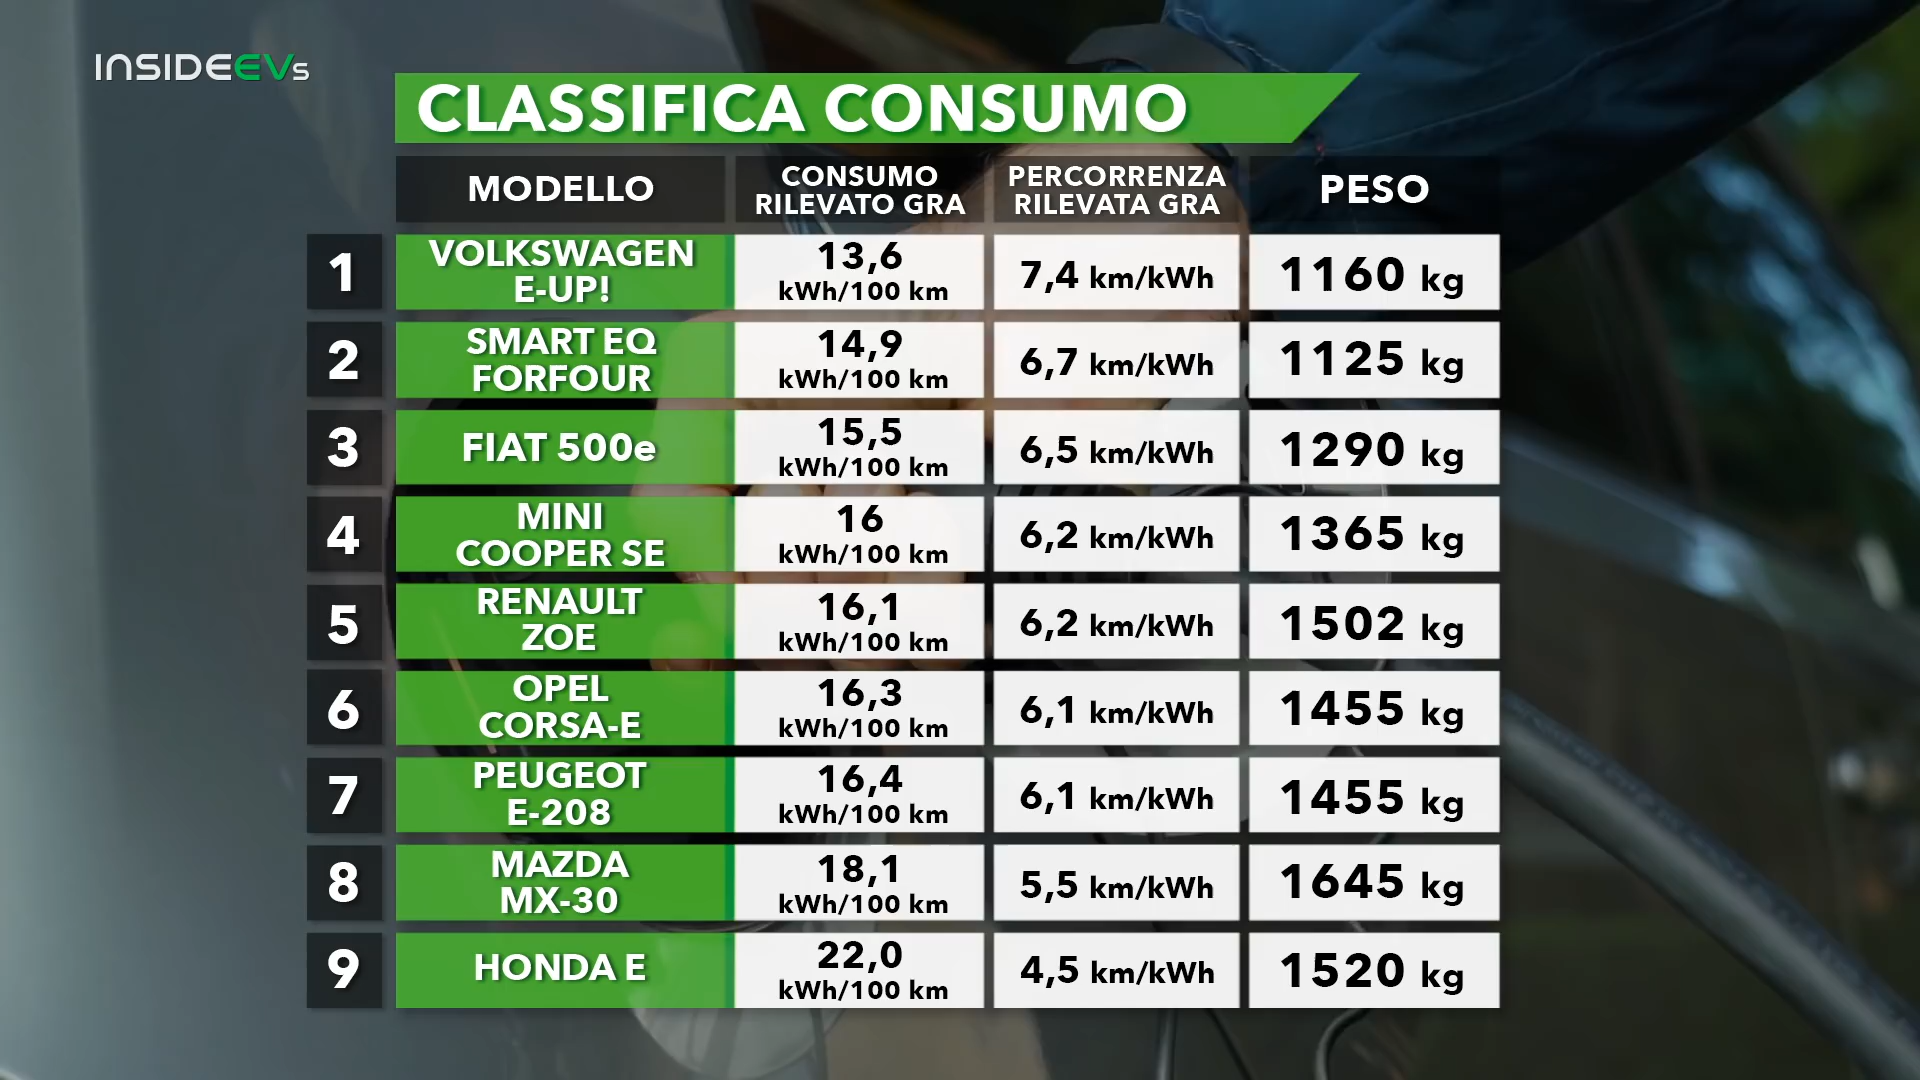 INSIDEEVs
CLASSIFICA CONSUMO
MODELLO
CONSUMO
RILEVATO GRA
PERCORRENZA
RILEVATA GRA
PESO
1
VOLKSWAGEN
E-UP!
13,6
kWh/100 km
7,4 km/kWh
1160 kg
2
SMART EQ
FORFOUR
14,9
kWh/100 km
6,7 km/kWh
1125 kg
3
FIAT 500e
15,5
kWh/100 km
6,5 km/kWh
1290 kg
4
MINI
COOPER SE
16
kWh/100 km
6,2 km/kWh
1365 kg
5
RENAULT
ZOE
16,1
kWh/100 km
6,2 km/kWh
1502 kg
6
OPEL
CORSA-E
16,3
kWh/100 km
6,1 km/kWh
1455 kg
7
PEUGEOT
E-208
16,4
kWh/100 km
6,1 km/kWh
1455 kg
8
MAZDA
MX-30
18,1
kWh/100 km
5,5 km/kWh
1645 kg
9
HONDA E
22,0
kWh/100 km
4,5 km/kWh
1520 kg